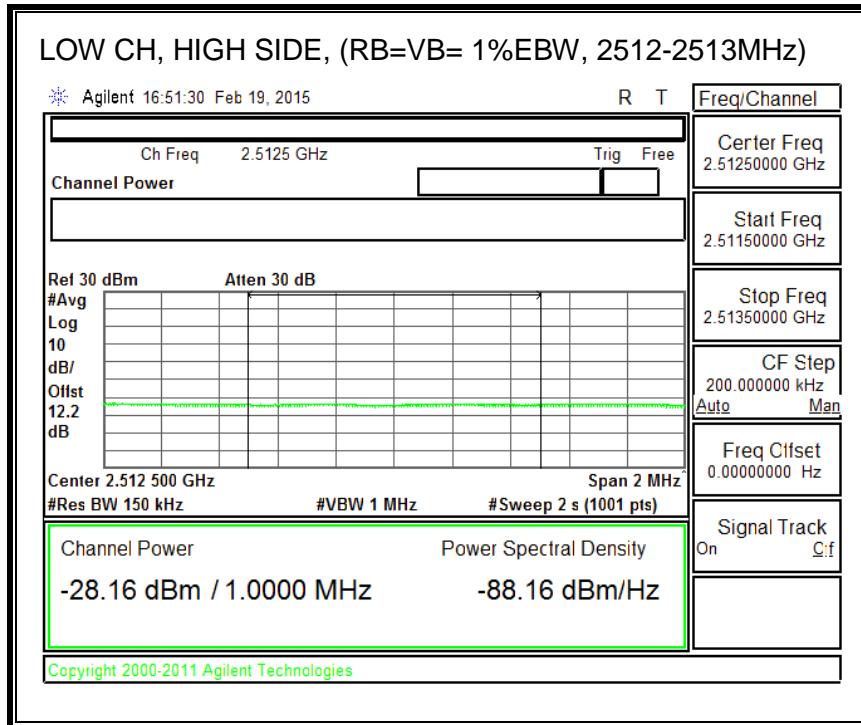 LOW CH, HIGH SIDE, (RB=VB= 1%EBW, 2512-2513MHz)
Agilent 16:51:30 Feb 19, 2015 R T
Freq/Channel
Ch Freq 2.5125 GHz Trig Free
Channel Power
Center Freq
2.51250000 GHz
Start Freq
2.51150000 GHz
Stop Freq
2.51350000 GHz
CF Step
200.000000 kHz
Auto Man
Freq Offset
0.00000000 Hz
Signal Track
On Off
Ref 30 dBm Atten 30 dB
#Avg
Log
10
dB/
Offst
12.2
dB
Center 2.512 500 GHz Span 2 MHz
#Res BW 150 kHz #VBW 1 MHz #Sweep 2 s (1001 pts)
Channel Power Power Spectral Density
-28.16 dBm / 1.0000 MHz -88.16 dBm/Hz
Copyright 2000-2011 Agilent Technologies